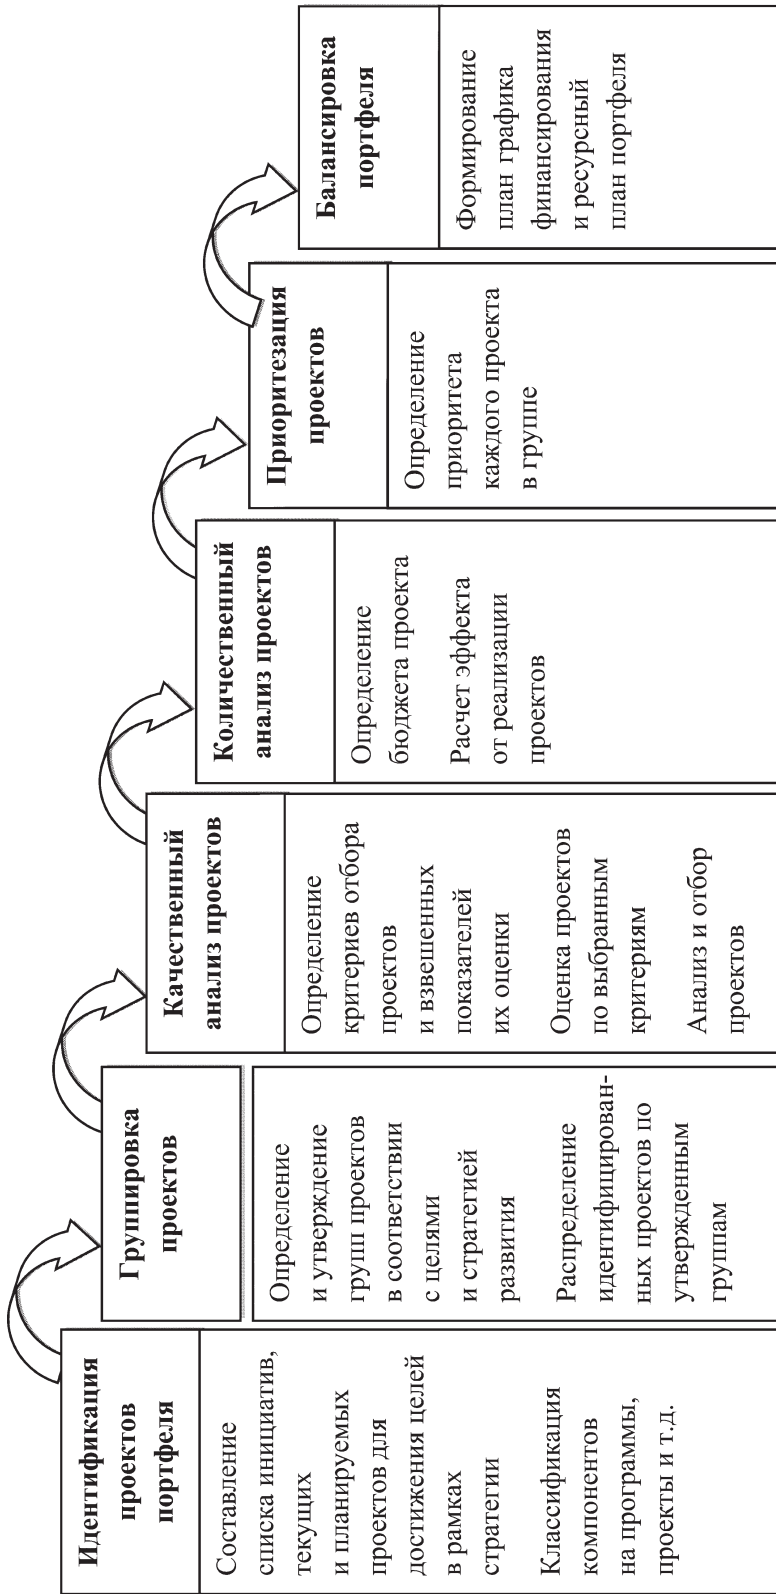 Идентификация
проектов
портфеля
Составление
списка инициатив,
текущих
и планируемых
проектов для
достижения целей
в рамках
стратегии
Классификация
компонентов
на программы,
проекты и т.д.
Группировка
проектов
Определение
и утверждение
групп проектов
в соответствии
с целями
и стратегией
развития
Распределение
идентифицирован-
ных проектов по
утвержденным
группам
Качественный
анализ проектов
Определение
критериев отбора
проектов
и взвешенных
показателей
их оценки
Оценка проектов
по выбранным
критериям
Анализ и отбор
проектов
Количественный
анализ проектов
Определение
бюджета проекта
Расчет эффекта
от реализации
проектов
Приоритезация
проектов
Определение
приоритета
каждого проекта
в группе
Балансировка
портфеля
Формирование
план графика
финансирования
и ресурсный
план портфеля